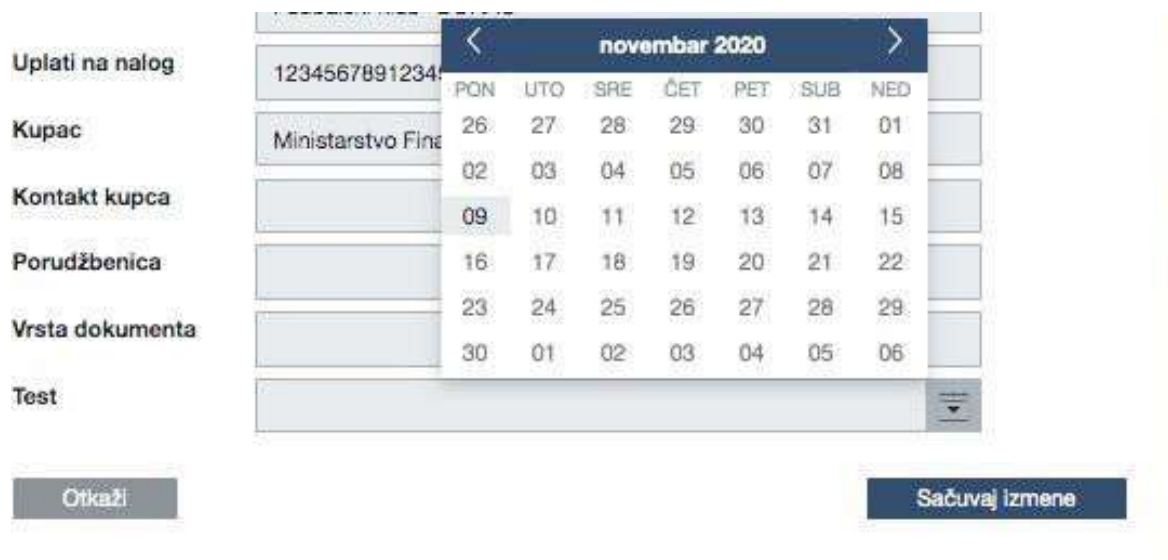 novembar 2020
Uplati na nalog
12345678912345
PON UTO SRE ČET PET SUB NED
Kupac
Ministarstvo Fina
26 27 28 29 30 31 01
02 03 04 05 06 07 08
Kontakt kupca
09 10 11 12 13 14 15
Porudžbenica
16 17 18 19 20 21 22
23 24 25 26 27 28 29
Vrsta dokumenta
30 01 02 03 04 05 06
Test
Otkaži
Sačuvaj izmene